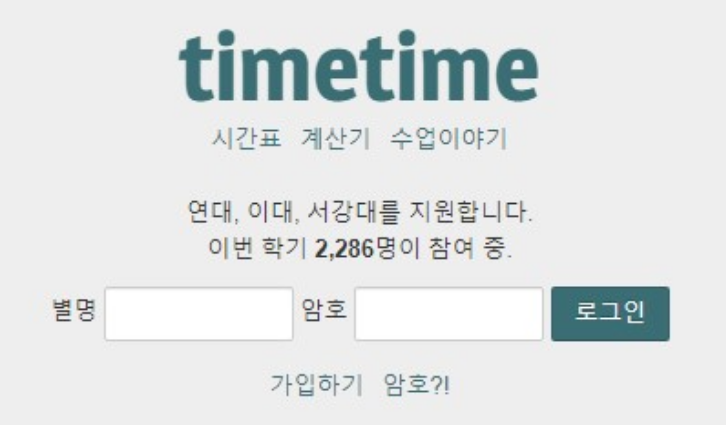 timetime
시간표 계산기 수업이야기
연대, 이대, 서강대를 지원합니다.
이번 학기 2,286명이 참여 중.
별명 암호 로그인
가입하기 암호?!